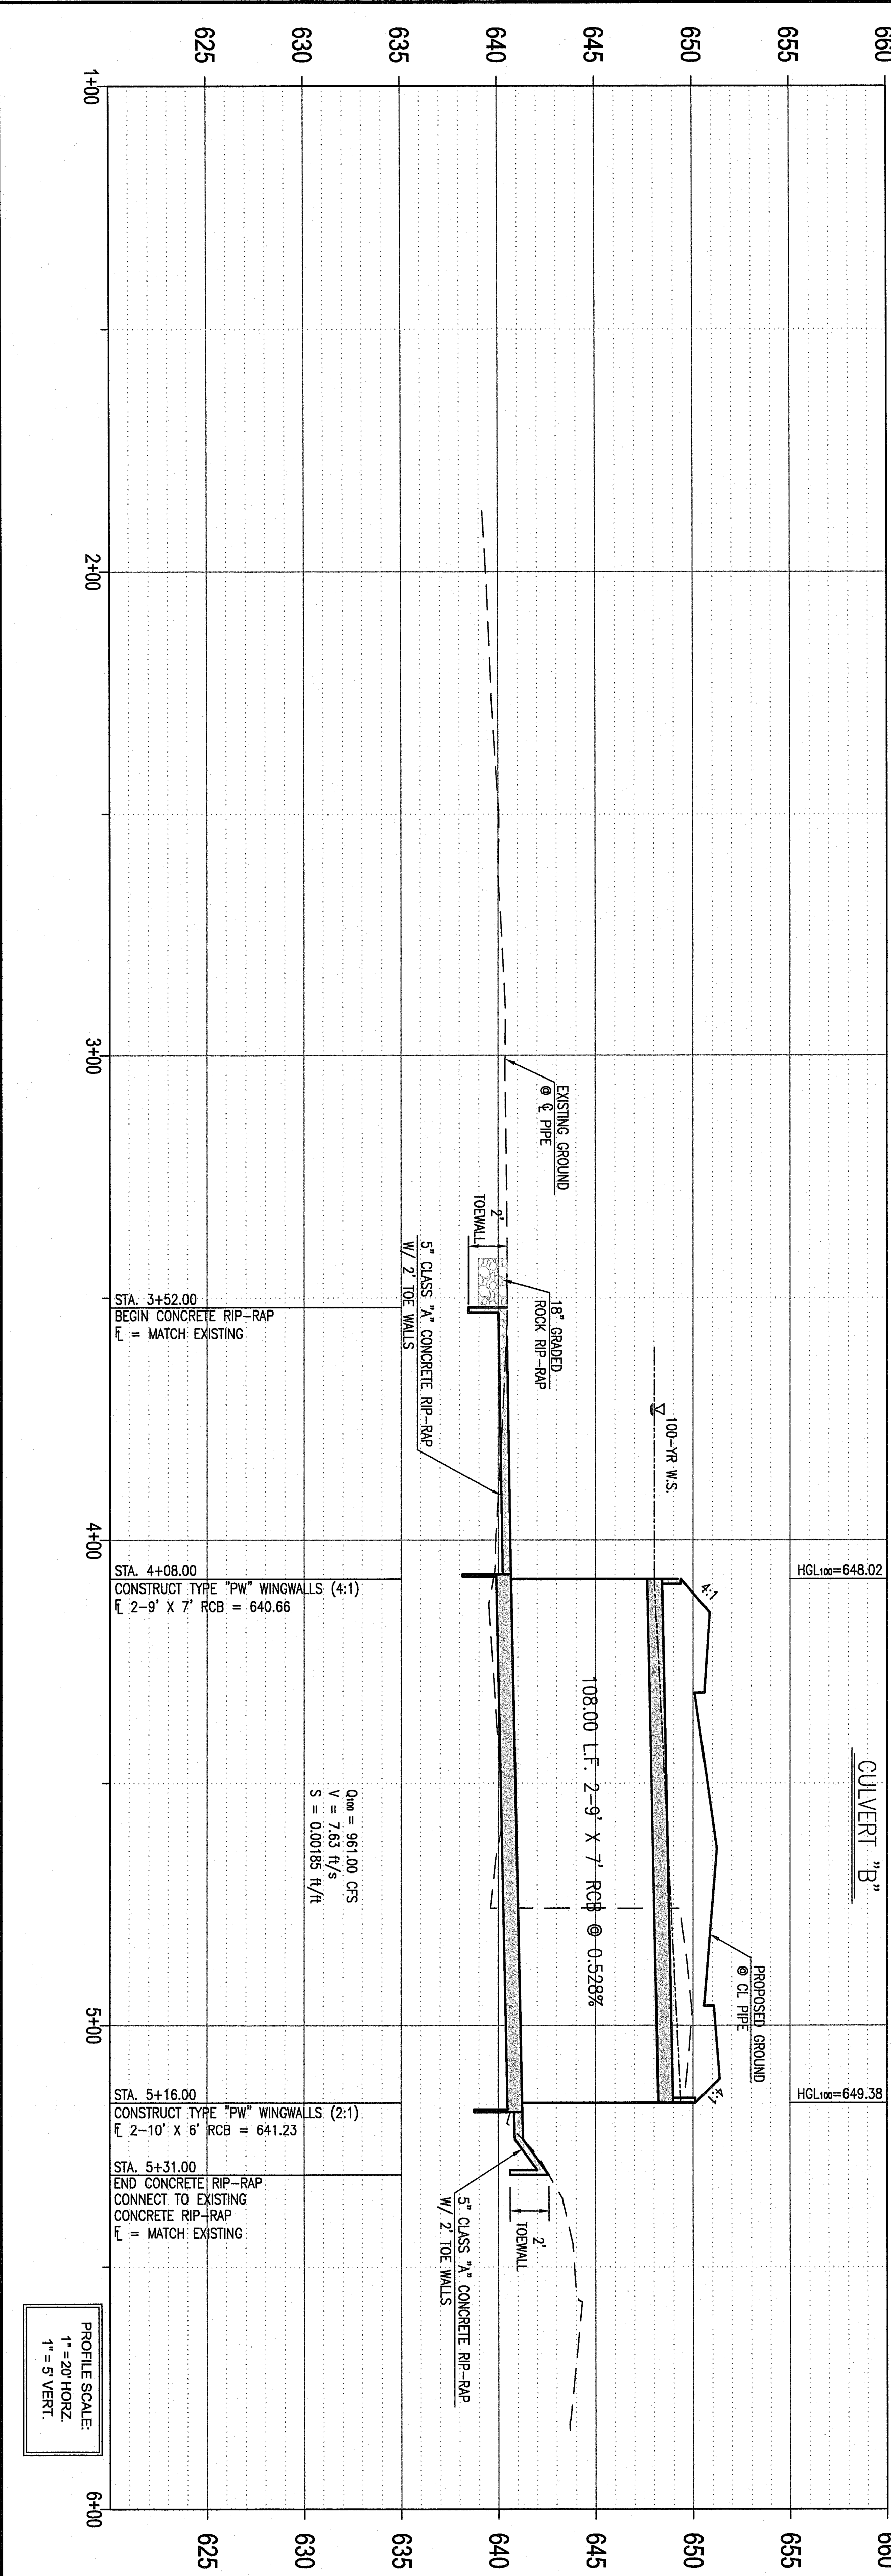 CULVERT "B"
660
655
650
645
640
635
625
660
655
650
645
640
635
625
HGL100=648.02
HGL100=649.38
PROPOSED GROUND
@ CL PIPE
4:1
4:1
100-YR W.S.
108.00 L.F. 2-9' X 7' RCB @ 0.528%
EXISTING GROUND
@ ℄ PIPE
18" GRADED
ROCK RIP-RAP
2'
TOEWALL
5" CLASS "A" CONCRETE RIP-RAP
W/ 2' TOE WALLS
2'
TOEWALL
5" CLASS "A" CONCRETE RIP-RAP
W/ 2' TOE WALLS
Q100 = 961.00 CFS
V = 7.63 ft/s
S = 0.00185 ft/ft
STA. 3+52.00
BEGIN CONCRETE RIP-RAP
FL = MATCH EXISTING
STA. 4+08.00
CONSTRUCT TYPE "PW" WINGWALLS (4:1)
FL 2-9' X 7' RCB = 640.66
STA. 5+16.00
CONSTRUCT TYPE "PW" WINGWALLS (2:1)
FL 2-10' X 6' RCB = 641.23
STA. 5+31.00
END CONCRETE RIP-RAP
CONNECT TO EXISTING
CONCRETE RIP-RAP
FL = MATCH EXISTING
1+00
2+00
3+00
4+00
5+00
6+00
PROFILE SCALE:
1" = 20' HORZ.
1" = 5' VERT.